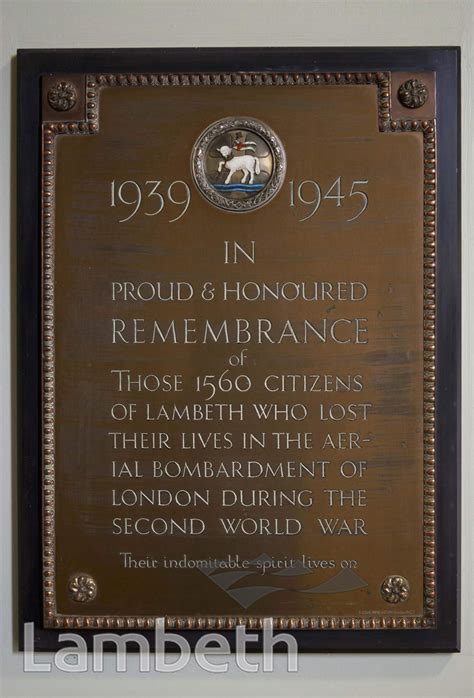 1939 1945
IN
PROUD & HONOURED
REMEMBRANCE
of
THOSE 1560 CITIZENS
OF LAMBETH WHO LOST
THEIR LIVES IN THE AER-
IAL BOMBARDMENT OF
LONDON DURING THE
SECOND WORLD WAR
Their indomitable spirit lives on
Lambeth